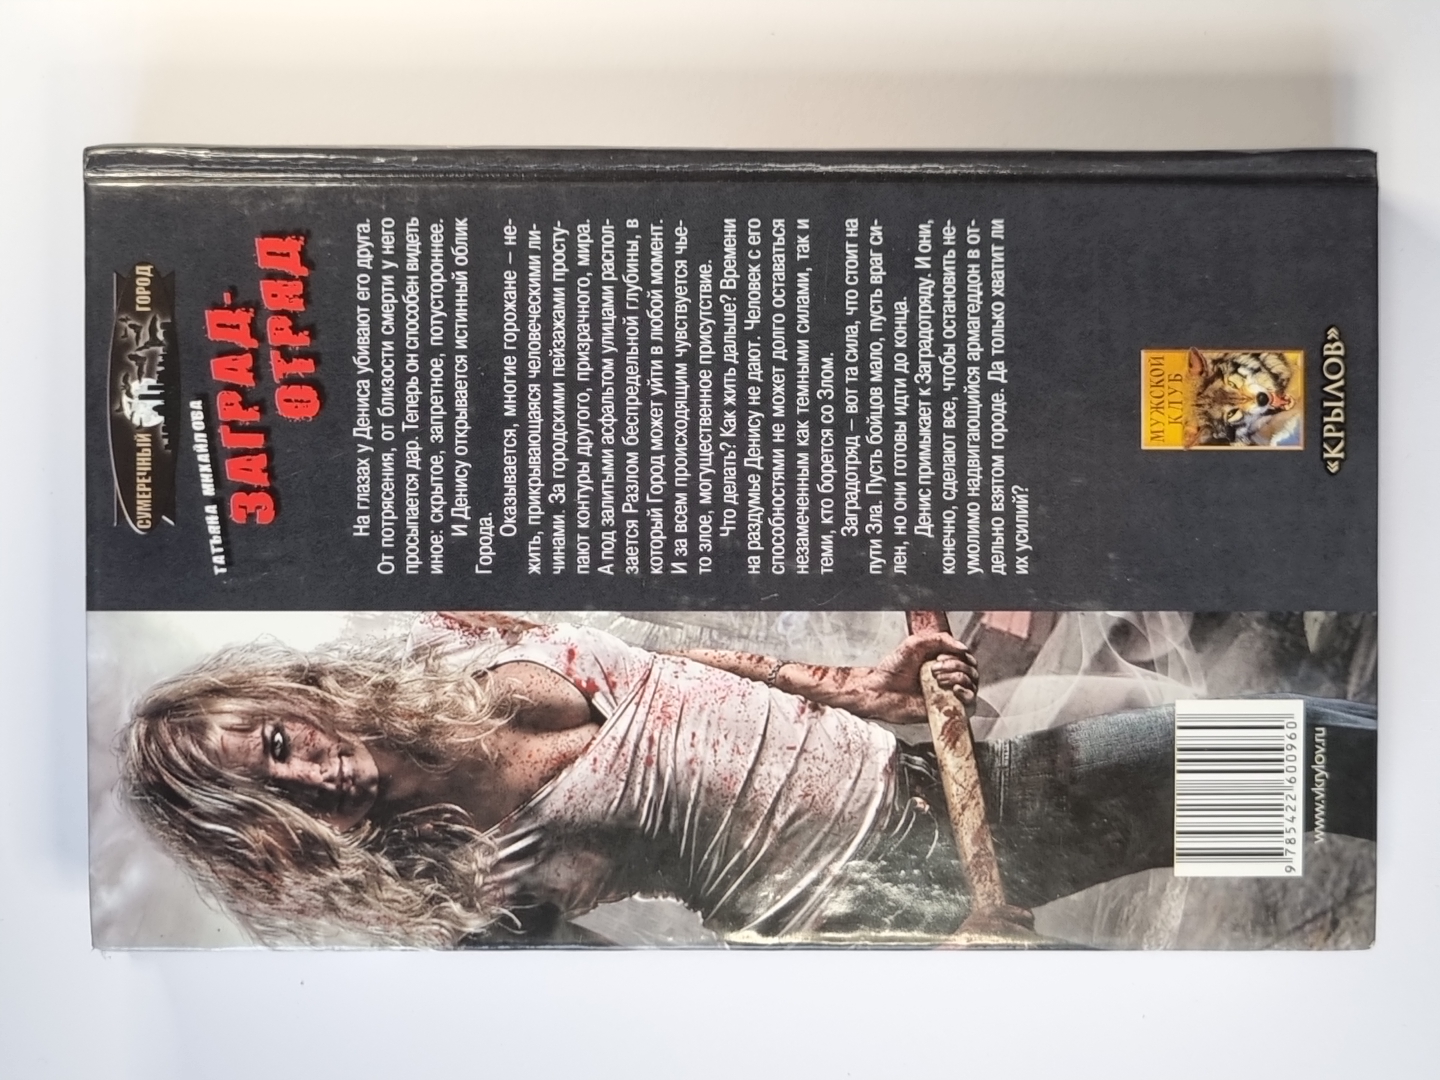 СУМЕРЕЧНЫЙ ГОРОД
ТАТЬЯНА МИХАЙЛОВА
ЗАГРАД-
ОТРЯД
На глазах у Дениса убивают его друга.
От потрясения, от близости смерти у него
просыпается дар. Теперь он способен видеть
иное: скрытое, запретное, потустороннее.
И Денису открывается истинный облик
Города.
Оказывается, многие горожане – не-
жить, прикрывающаяся человеческими ли-
чинами. За городскими пейзажами просту-
пают контуры другого, призрачного, мира.
А под залитыми асфальтом улицами распол-
зается Разлом беспредельной глубины, в
который Город может уйти в любой момент.
И за всем происходящим чувствуется чье-
то злое, могущественное присутствие.
Что делать? Как жить дальше? Времени
на раздумье Денису не дают. Человек с его
способностями не может долго оставаться
незамеченным как темными силами, так и
теми, кто борется со Злом.
Заградотряд – вот та сила, что стоит на
пути Зла. Пусть бойцов мало, пусть враг си-
лен, но они готовы идти до конца.
Денис примыкает к Заградотряду. И они,
конечно, сделают все, чтобы остановить не-
умолимо надвигающийся армагеддон в от-
дельно взятом городе. Да только хватит ли
их усилий?
МУЖСКОЙ
КЛУБ
«КРЫЛОВ»
9 785422 600960
www.vkrylov.ru